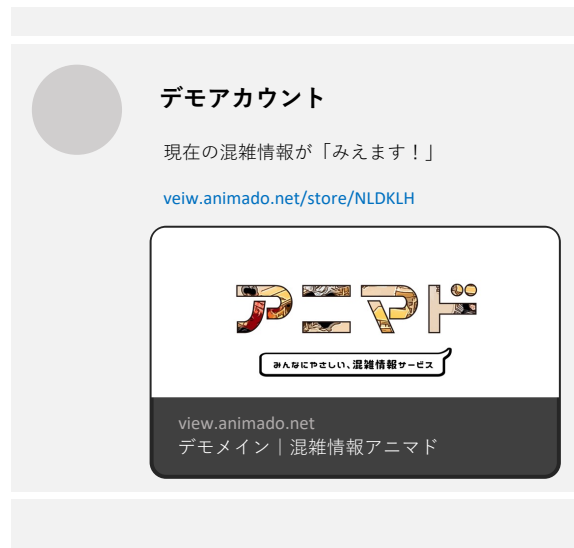 デモアカウント
現在の混雑情報が「みえます！」
veiw.animado.net/store/NLDKLH
アニマド
みんなにやさしい、混雑情報サービス
view.animado.net
デモメイン｜混雑情報アニマド